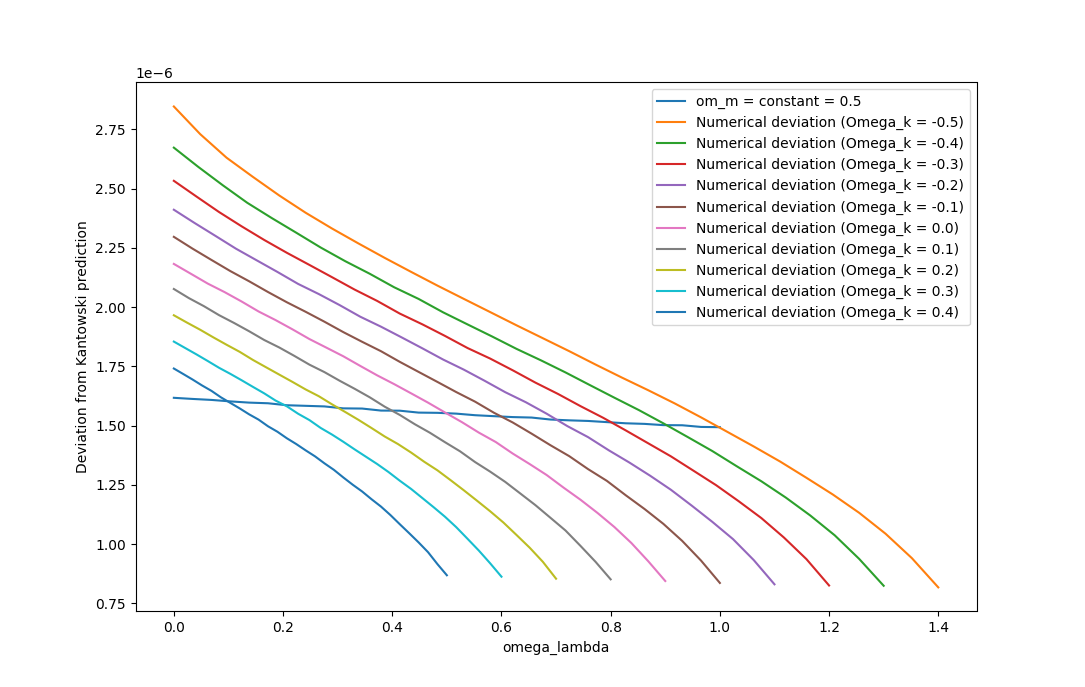 1e−6
om_m = constant = 0.5
Numerical deviation (Omega_k = -0.5)
Numerical deviation (Omega_k = -0.4)
Numerical deviation (Omega_k = -0.3)
Numerical deviation (Omega_k = -0.2)
Numerical deviation (Omega_k = -0.1)
Numerical deviation (Omega_k = 0.0)
Numerical deviation (Omega_k = 0.1)
Numerical deviation (Omega_k = 0.2)
Numerical deviation (Omega_k = 0.3)
Numerical deviation (Omega_k = 0.4)
Deviation from Kantowski prediction
2.75
2.50
2.25
2.00
1.75
1.50
1.25
1.00
0.75
0.0 0.2 0.4 0.6 0.8 1.0 1.2 1.4
omega_lambda